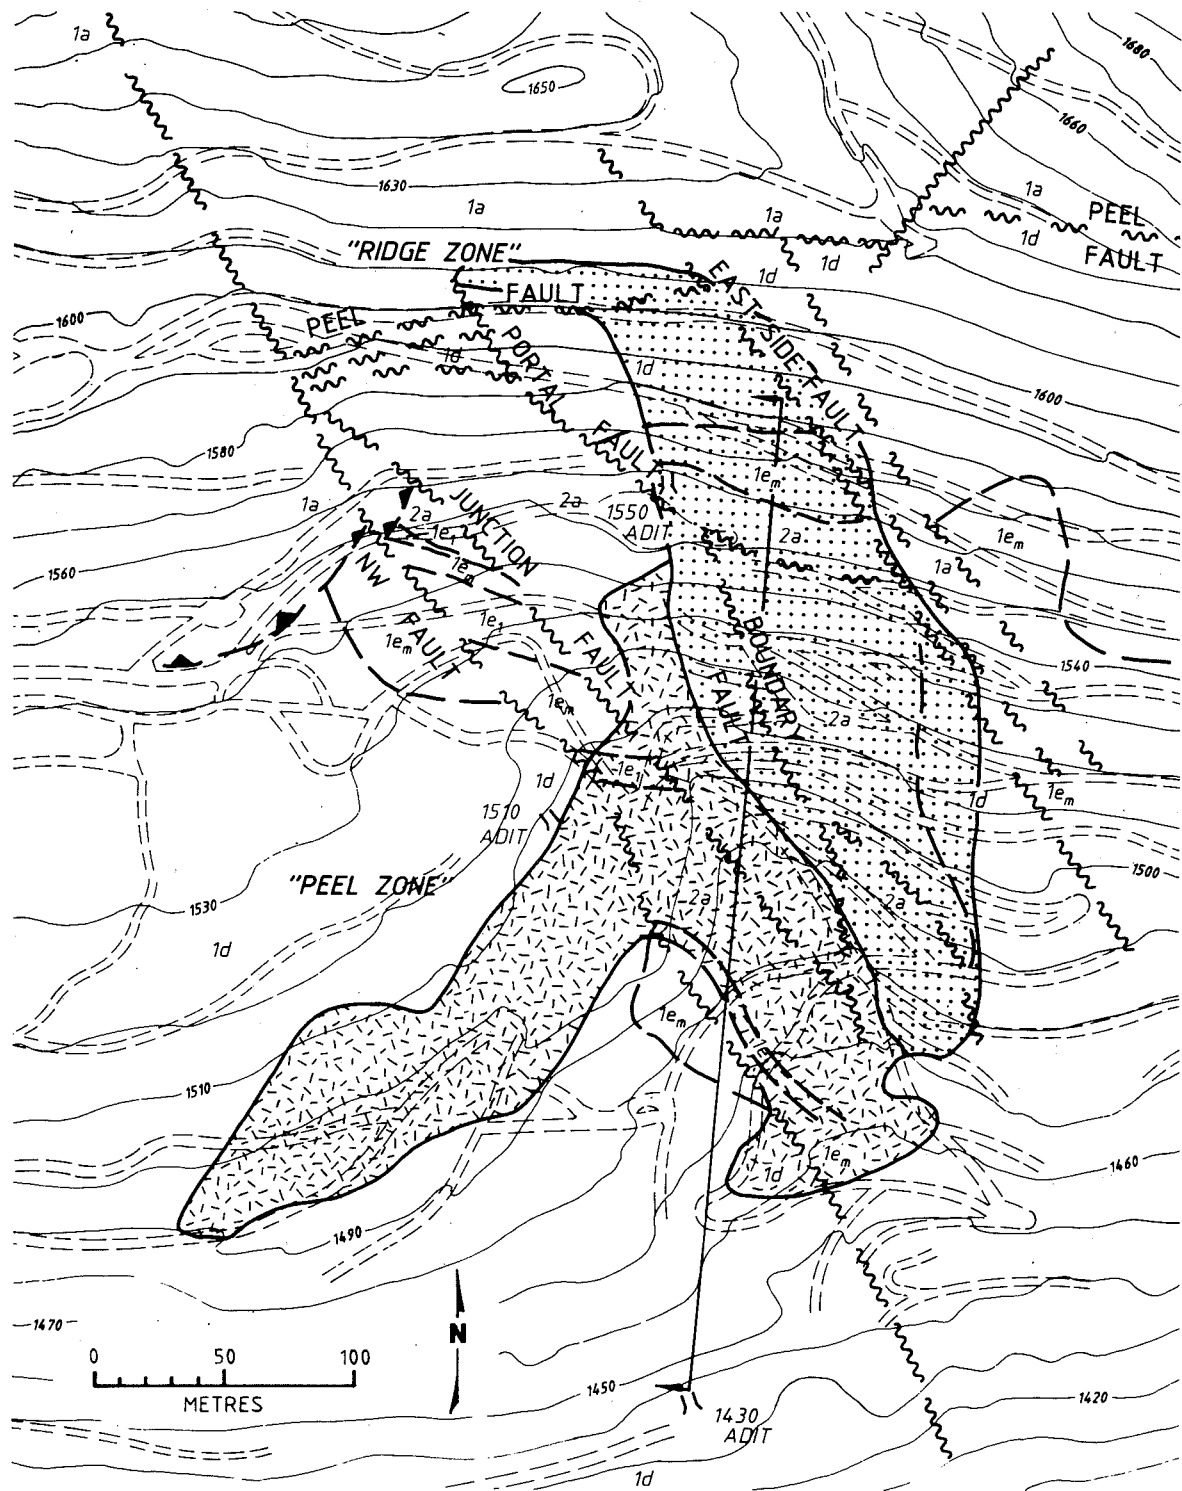 1a
1680
1650
1660
1630
1a
1a
1a
PEEL
1d
FAULT
"RIDGE ZONE"
1d
1d
EAST-SIDE FAULT
FAULT
1600
PEEL
PORTAL FAULT
1d
1d
1600
1580
1em
1a
2a
JUNCTION FAULT
2a
1550
ADIT
1e1
2a
1em
1em
1560
NW FAULT
1a
1e1
1em
BOUNDARY FAULT
1540
1em
2a
1e1
1d
1d
1em
1510
ADIT
1500
"PEEL ZONE"
1530
2a
2a
1d
1em
1e1
1510
1em
1d
1460
1490
1470
N
0 50 100
METRES
1450
1420
1430
ADIT
1d